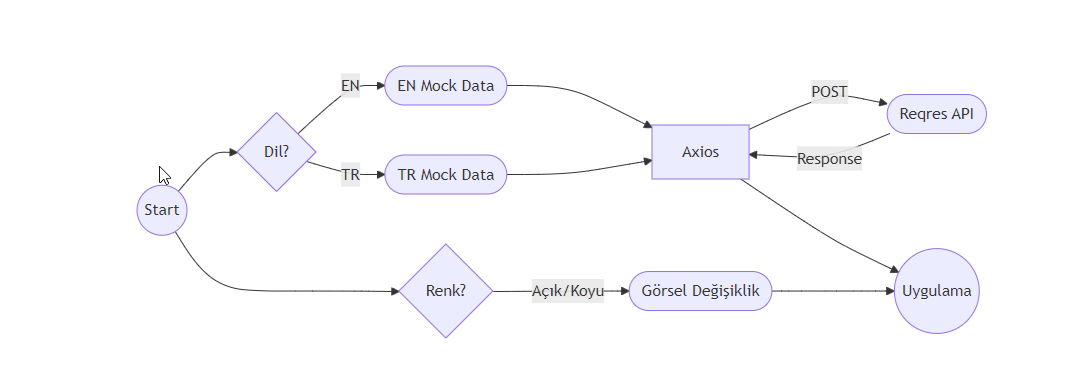 Start
Dil?
EN
EN Mock Data
TR
TR Mock Data
Axios
POST
Reqres API
Response
Renk?
Açık/Koyu
Görsel Değişiklik
Uygulama